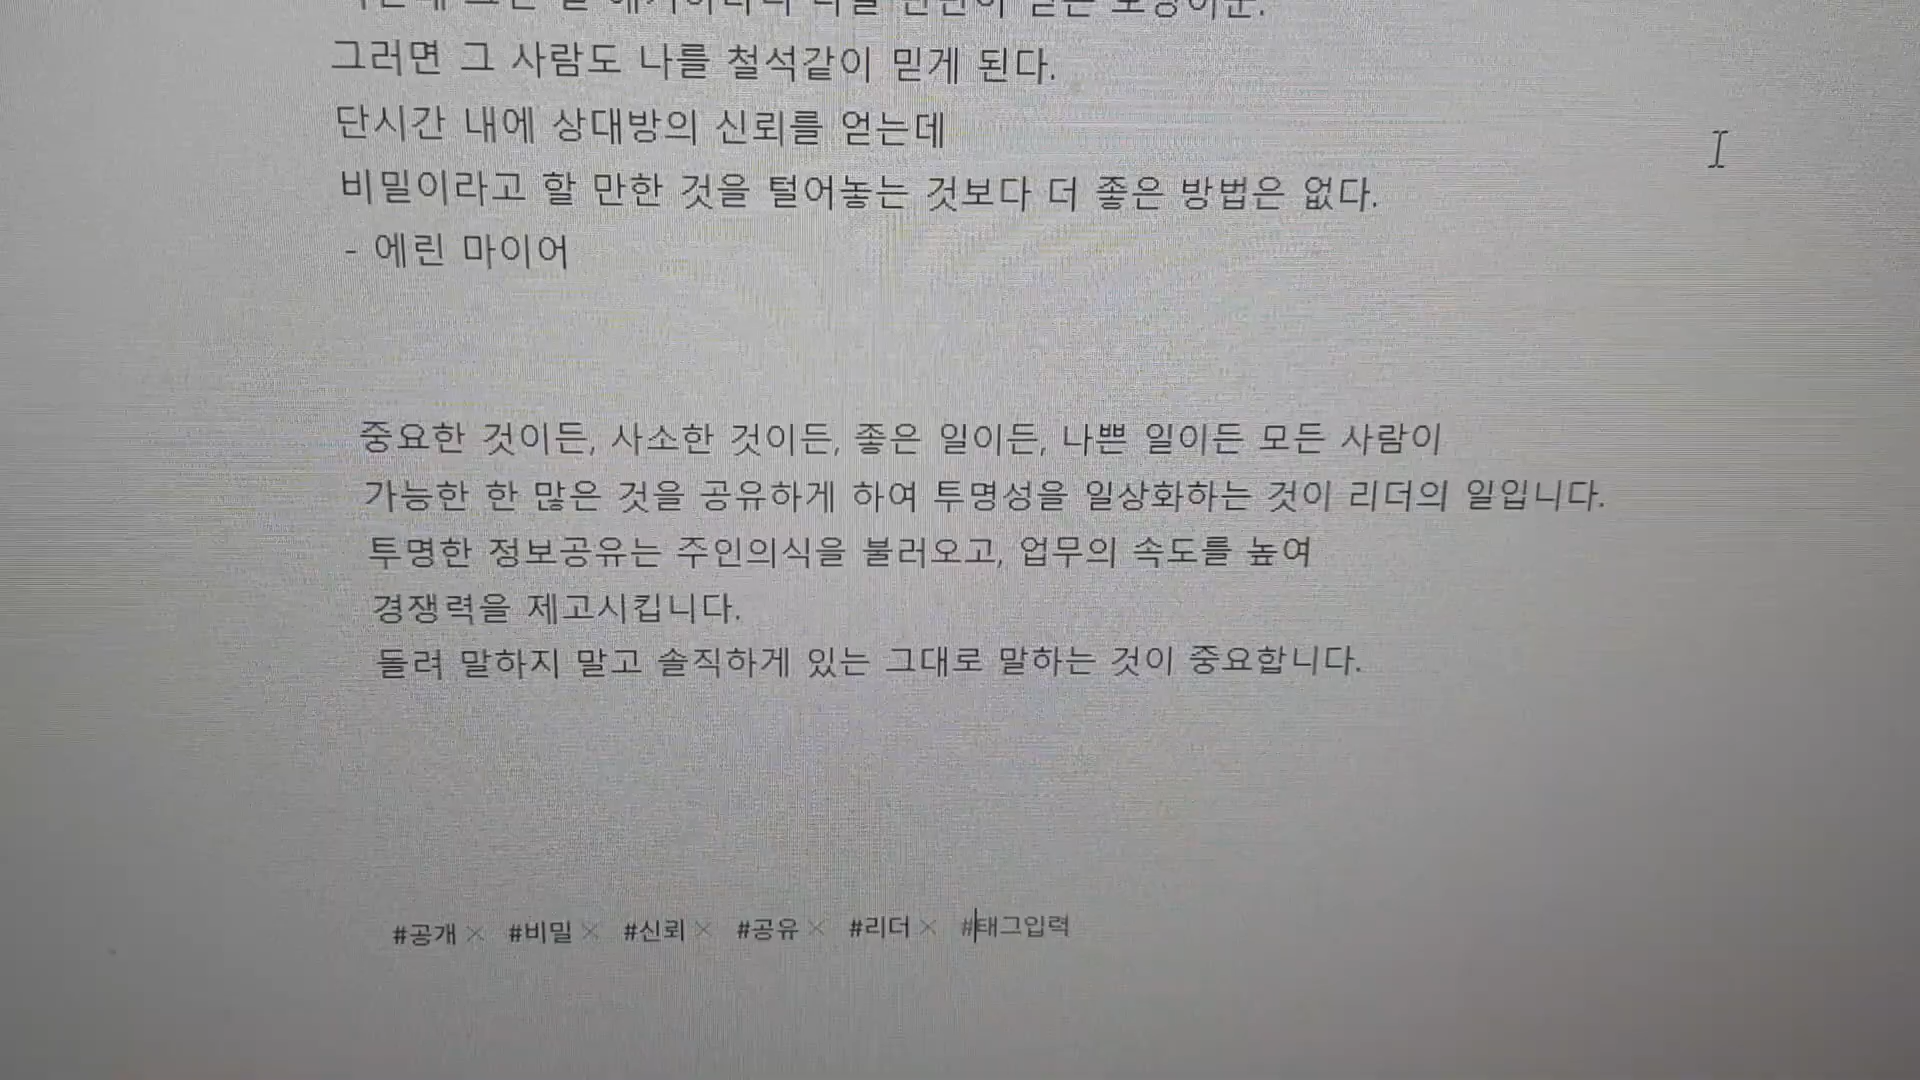 그러면 그 사람도 나를 철석같이 믿게 된다.
단시간 내에 상대방의 신뢰를 얻는데
비밀이라고 할 만한 것을 털어놓는 것보다 더 좋은 방법은 없다.
- 에린 마이어
중요한 것이든, 사소한 것이든, 좋은 일이든, 나쁜 일이든 모든 사람이
가능한 한 많은 것을 공유하게 하여 투명성을 일상화하는 것이 리더의 일입니다.
투명한 정보공유는 주인의식을 불러오고, 업무의 속도를 높여
경쟁력을 제고시킵니다.
돌려 말하지 말고 솔직하게 있는 그대로 말하는 것이 중요합니다.
#공개 × #비밀 × #신뢰 × #공유 × #리더 × #태그입력